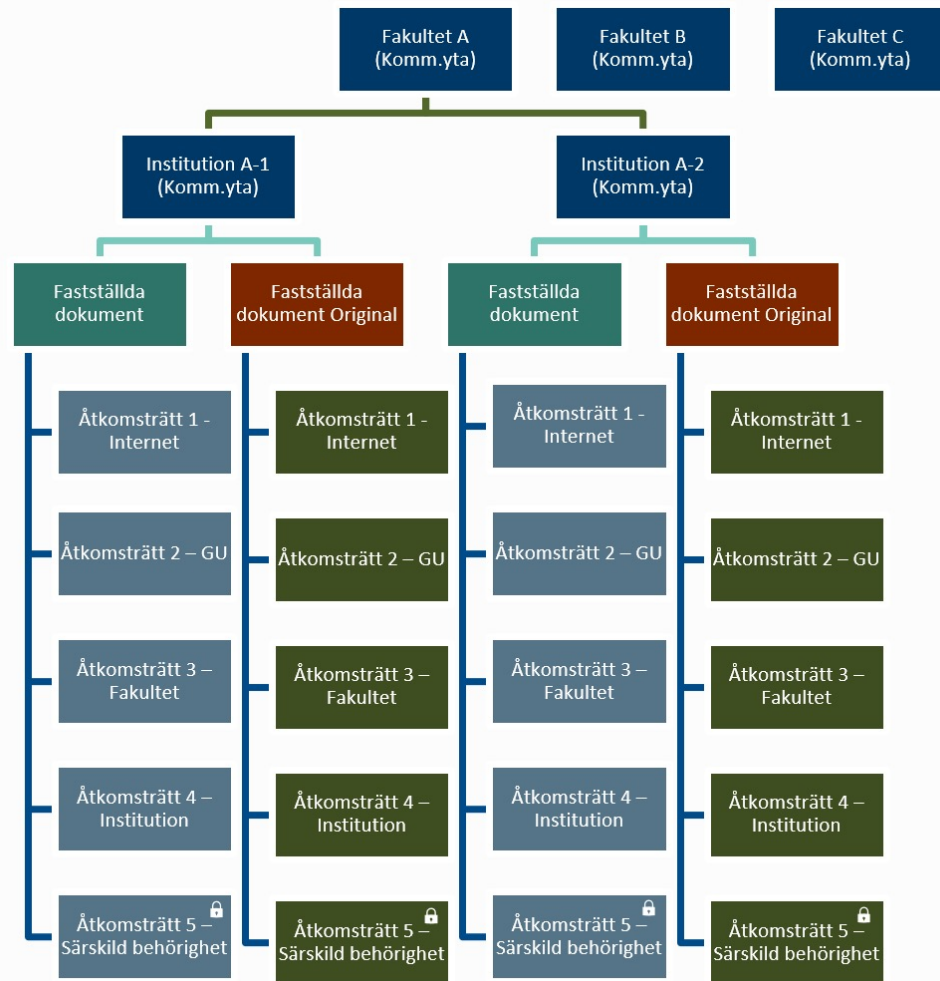 Fakultet A
(Komm.yta)
Fakultet B
(Komm.yta)
Fakultet C
(Komm.yta)
Institution A-1
(Komm.yta)
Institution A-2
(Komm.yta)
Fastställda
dokument
Fastställda
dokument Original
Fastställda
dokument
Fastställda
dokument Original
Åtkomsträtt 1 -
Internet
Åtkomsträtt 2 – GU
Åtkomsträtt 3 –
Fakultet
Åtkomsträtt 4 –
Institution
Åtkomsträtt 5 –
Särskild behörighet
Åtkomsträtt 1 -
Internet
Åtkomsträtt 2 – GU
Åtkomsträtt 3 –
Fakultet
Åtkomsträtt 4 –
Institution
Åtkomsträtt 5 –
Särskild behörighet
Åtkomsträtt 1 -
Internet
Åtkomsträtt 2 – GU
Åtkomsträtt 3 –
Fakultet
Åtkomsträtt 4 –
Institution
Åtkomsträtt 5 –
Särskild behörighet
Åtkomsträtt 1 -
Internet
Åtkomsträtt 2 – GU
Åtkomsträtt 3 –
Fakultet
Åtkomsträtt 4 –
Institution
Åtkomsträtt 5 –
Särskild behörighet